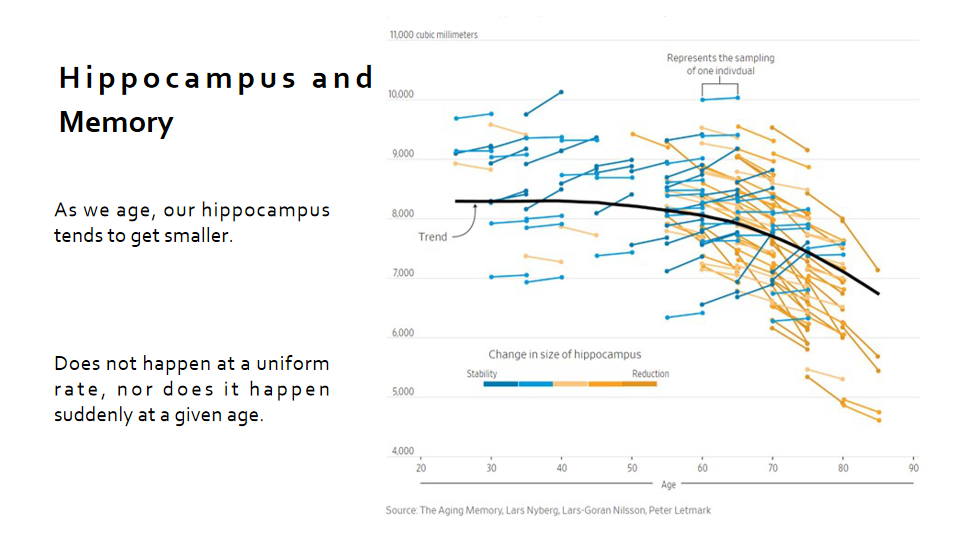 Hippocampus and
Memory
As we age, our hippocampus
tends to get smaller.
Does not happen at a uniform
rate, nor does it happen
suddenly at a given age.
11,000 cubic millimeters
Represents the sampling
of one indivdual
10,000
9,000
8,000
Trend
7,000
6,000
Change in size of hippocampus
Stability Reduction
5,000
4,000
20 30 40 50 60 70 80 90
Age
Source: The Aging Memory, Lars Nyberg, Lars-Goran Nilsson, Peter Letmark